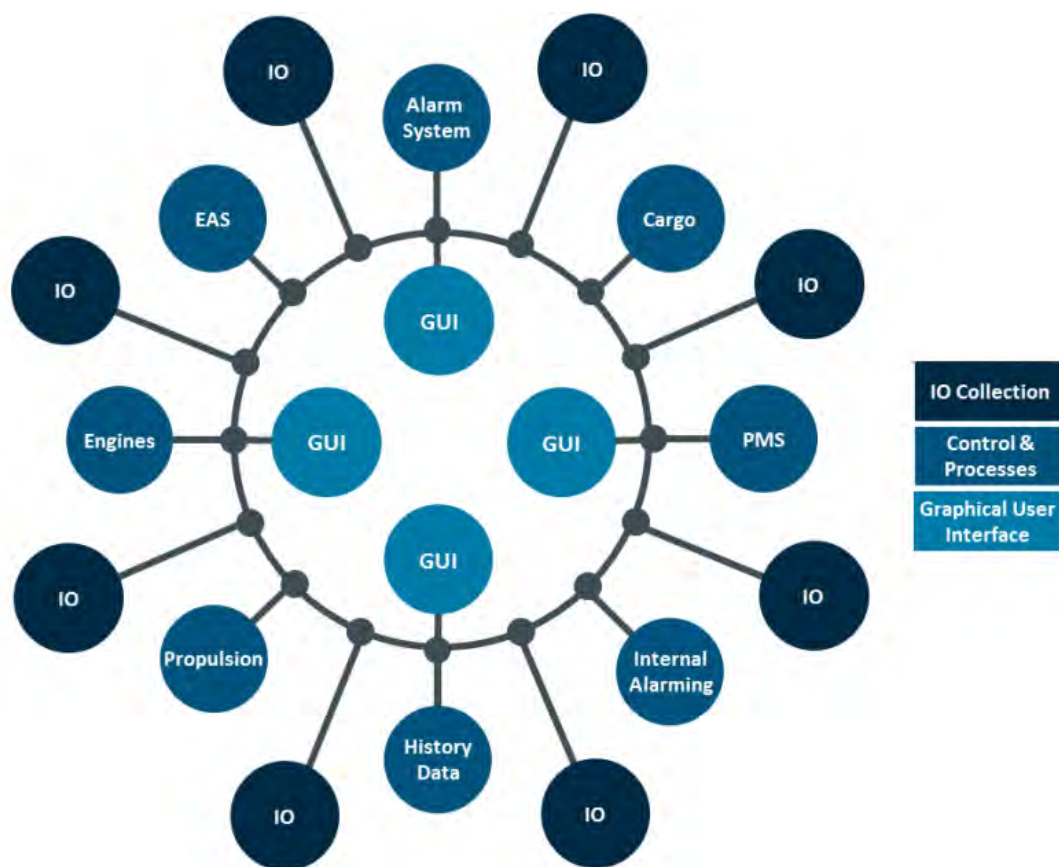 IO
IO
Alarm
System
EAS
Cargo
IO
IO
GUI
Engines
GUI
GUI
PMS
GUI
IO
IO
Propulsion
Internal
Alarming
History
Data
IO
IO
IO Collection
Control &
Processes
Graphical User
Interface